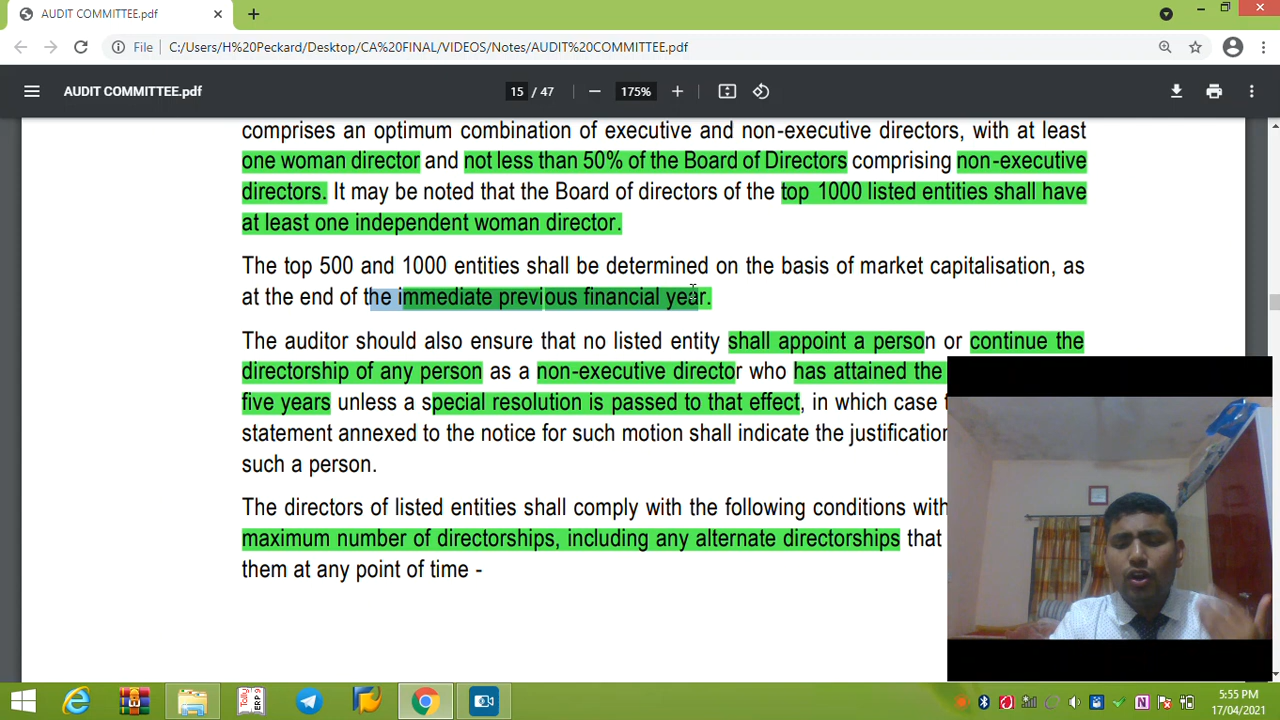 AUDIT COMMITTEE.pdf
File C:/Users/H%20Peckard/Desktop/CA%20FINAL/VIDEOS/Notes/AUDIT%20COMMITTEE.pdf
AUDIT COMMITTEE.pdf 15 / 47 175%
comprises an optimum combination of executive and non-executive directors, with at least
one woman director and not less than 50% of the Board of Directors comprising non-executive
directors. It may be noted that the Board of directors of the top 1000 listed entities shall have
at least one independent woman director.
The top 500 and 1000 entities shall be determined on the basis of market capitalisation, as
at the end of the immediate previous financial year.
The auditor should also ensure that no listed entity shall appoint a person or continue the
directorship of any person as a non-executive director who has attained the
five years unless a special resolution is passed to that effect, in which case
statement annexed to the notice for such motion shall indicate the justification
such a person.
The directors of listed entities shall comply with the following conditions with
maximum number of directorships, including any alternate directorships that
them at any point of time -
Tally
ERP 9
5:55 PM
17/04/2021